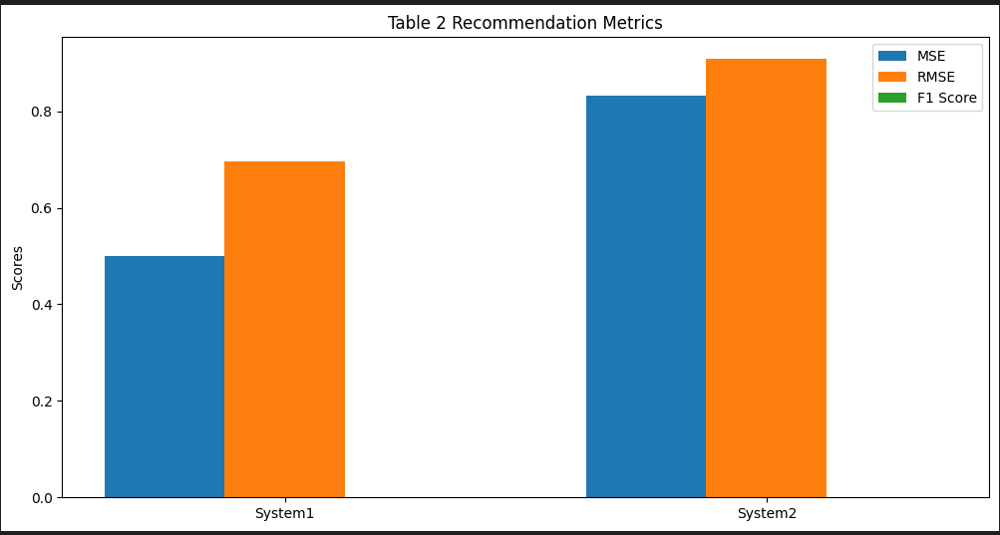 Table 2 Recommendation Metrics
MSE
RMSE
F1 Score
Scores
0.8
0.6
0.4
0.2
0.0
System1
System2